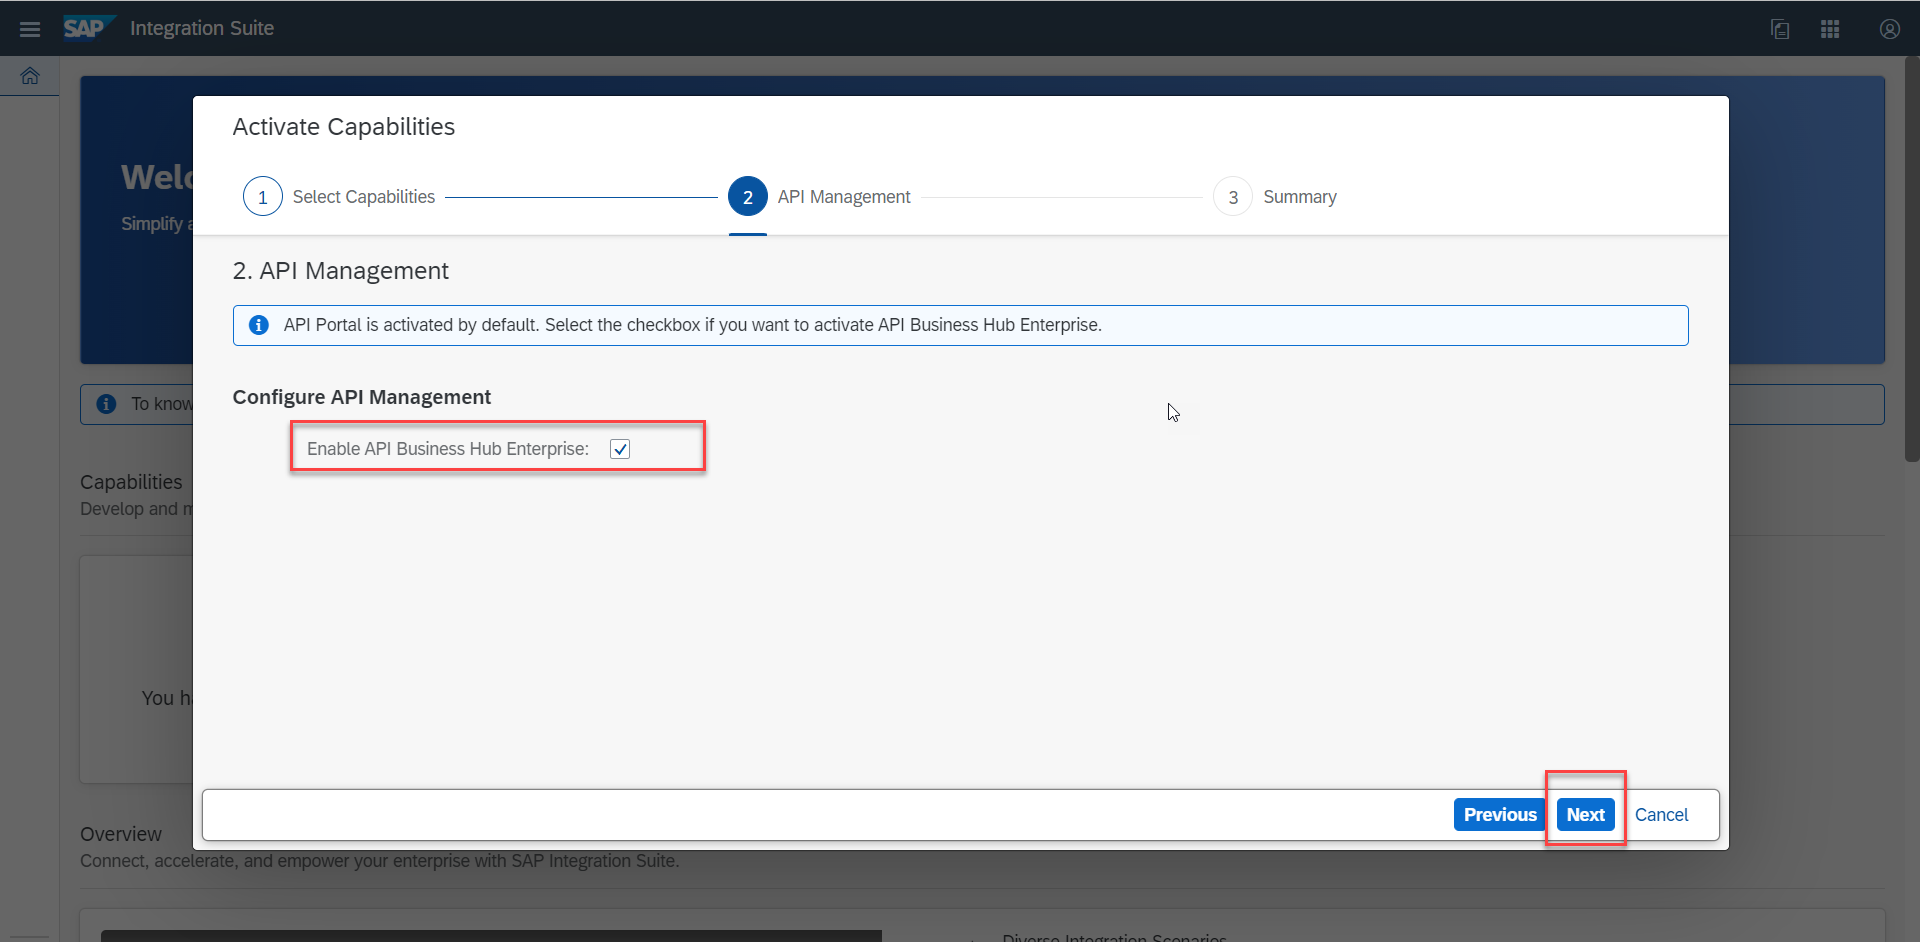 SAP Integration Suite
Activate Capabilities
1 Select Capabilities
2 API Management
3 Summary
2. API Management
API Portal is activated by default. Select the checkbox if you want to activate API Business Hub Enterprise.
Configure API Management
Enable API Business Hub Enterprise:
Previous
Next
Cancel
Simplify
To know
Capabilities
Develop and
You
Overview
Connect, accelerate, and empower your enterprise with SAP Integration Suite.
Diverse Integration Scenarios